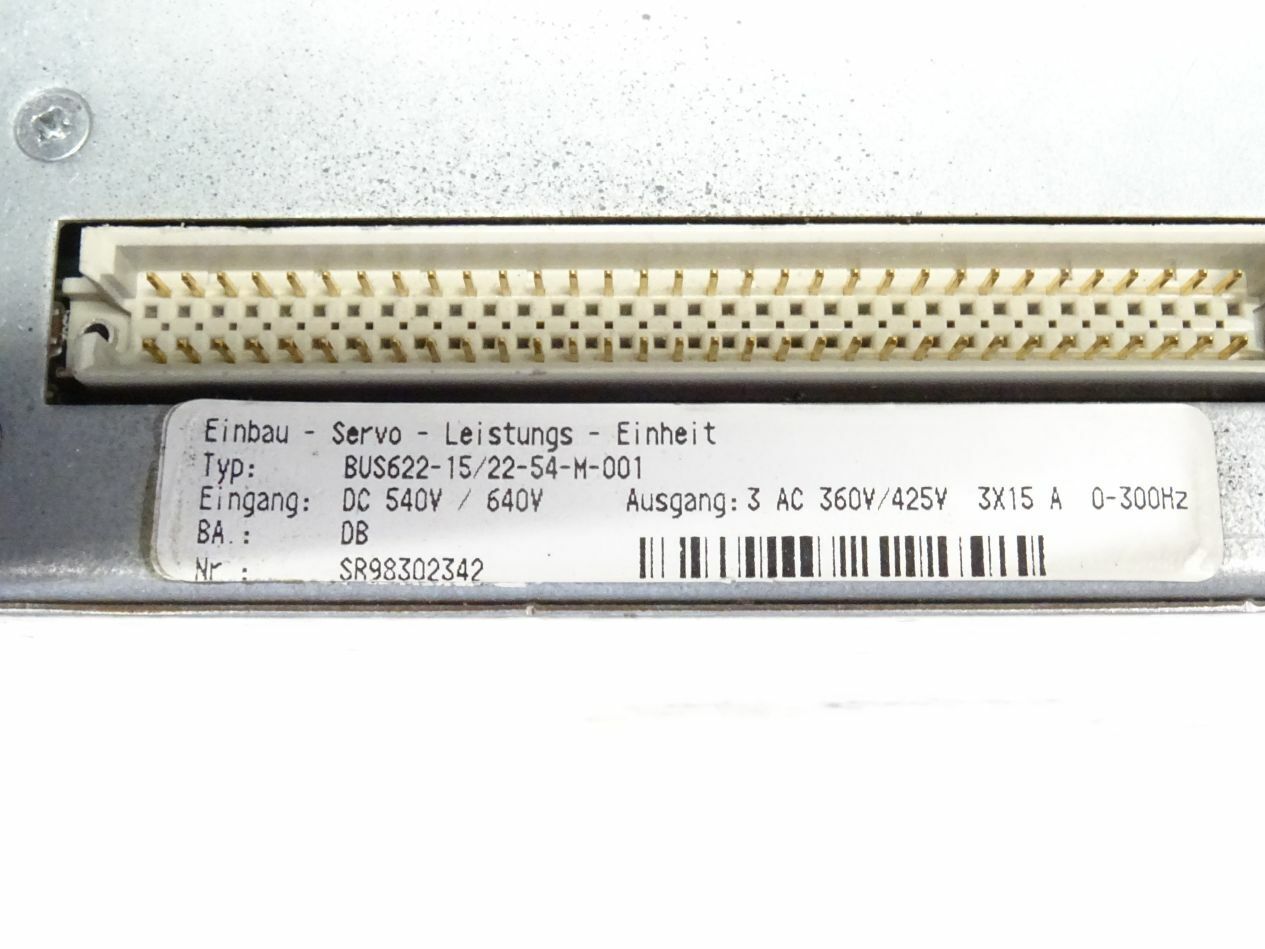 Einbau - Servo - Leistungs - Einheit
Typ: BUS622-15/22-54-M-001
Eingang: DC 540V / 640V Ausgang: 3 AC 360V/425V 3X15 A 0-300Hz
BA.: DB
Nr.: SR98302342